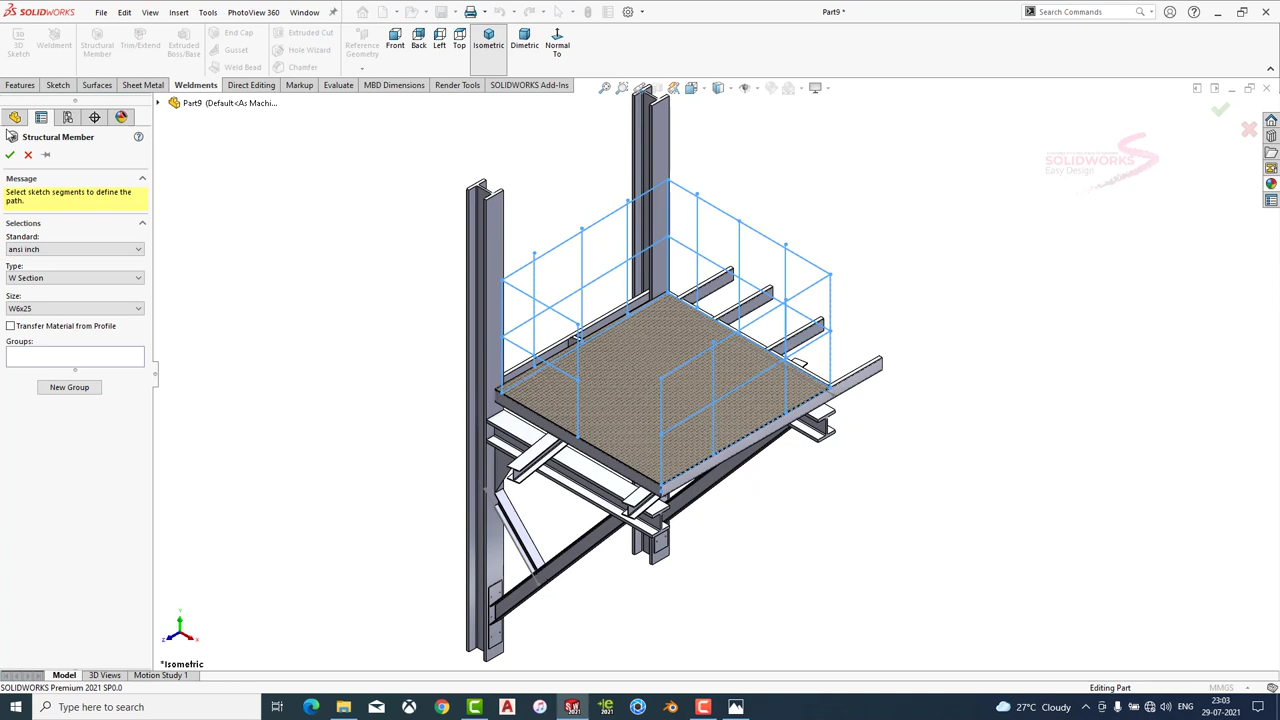 SOLIDWORKS File Edit View Insert Tools PhotoView 360 Window Part9 * Search Commands
3D Sketch Weldment Structural Member Trim/Extend Extruded Boss/Base End Cap Gusset Weld Bead Extruded Cut Hole Wizard Chamfer Reference Geometry Front Back Left Top Isometric Dimetric Normal To
Features Sketch Surfaces Sheet Metal Weldments Direct Editing Markup Evaluate MBD Dimensions Render Tools SOLIDWORKS Add-Ins
Part9 (Default<As Machi...
Structural Member
Message
Select sketch segments to define the
path.
Selections
Standard:
ansi inch
Type:
W Section
Size:
W6x25
Transfer Material from Profile
Groups:
New Group
SOLIDWORKS
Easy Design
Y
Z X
*Isometric
Model 3D Views Motion Study 1
SOLIDWORKS Premium 2021 SP0.0 Editing Part MMGS
Type here to search 27°C Cloudy ENG 23:03
29-07-2021